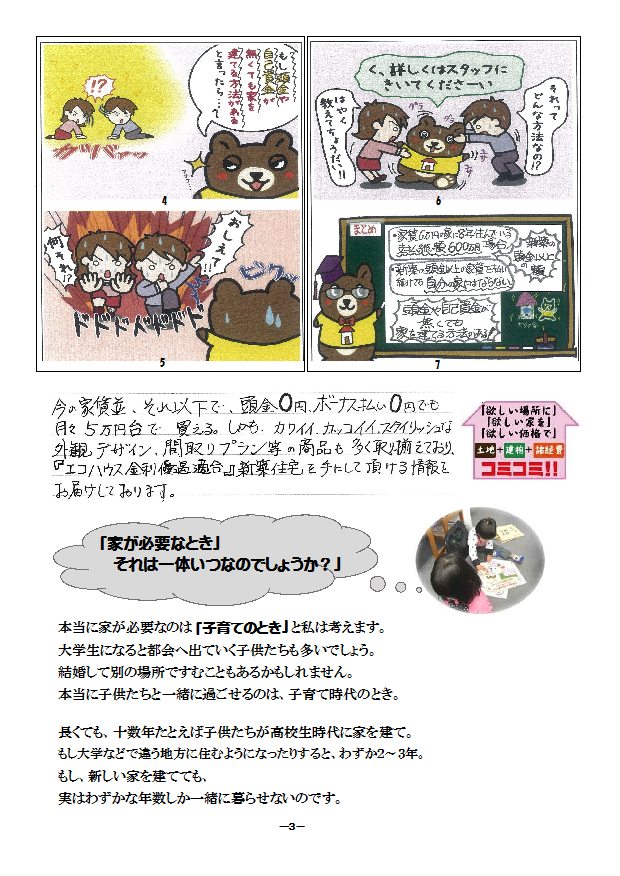 もし頭金や
自己資金が
無くても家を
建てる方法がある
と言ったら…？
!?
ガツバァー〜
4
おしえて!!
何それ!?
ピクッ
ドドドドドドドド
5
く、詳しくはスタッフに
きいてくださーい
それって
どんな方法なの!?
はやく
教えてちょうだい!!
グラ
グラ
6
まとめ
・家賃6万円の家に8年住んでいる
支払総額600万円の場合
新築の
頭金以上の
額
・新築の頭金以上の家賃を払い
続けても自分の家にはならない
頭金や自己資金の
無くても
家を建てる方法がある!
7
今の家賃並、それ以下で、頭金0円、ボーナス払い0円でも
月々5万円台で買える。しかも、カワイイ、カッコイイ、スタイリッシュな
外観デザイン、間取りプラン等の商品も多く取り揃えており、
『エコハウス金利優遇適合』新築住宅を手にして頂ける情報を
お届けしております。
「欲しい場所に」
「欲しい家を」
「欲しい価格で」
土地+建物+諸経費
コミコミ!!
「家が必要なとき」
それは一体いつなのでしょうか？」
本当に家が必要なのは「子育てのとき」と私は考えます。
大学生になると都会へ出ていく子供たちも多いでしょう。
結婚して別の場所ですむこともあるかもしれません。
本当に子供たちと一緒に過ごせるのは、子育て時代のとき。
長くても、十数年たとえば子供たちが高校生時代に家を建て。
もし大学などで違う地方に住むようになったりすると、わずか2～3年。
もし、新しい家を建てても、
実はわずかな年数しか一緒に暮らせないのです。
－3－